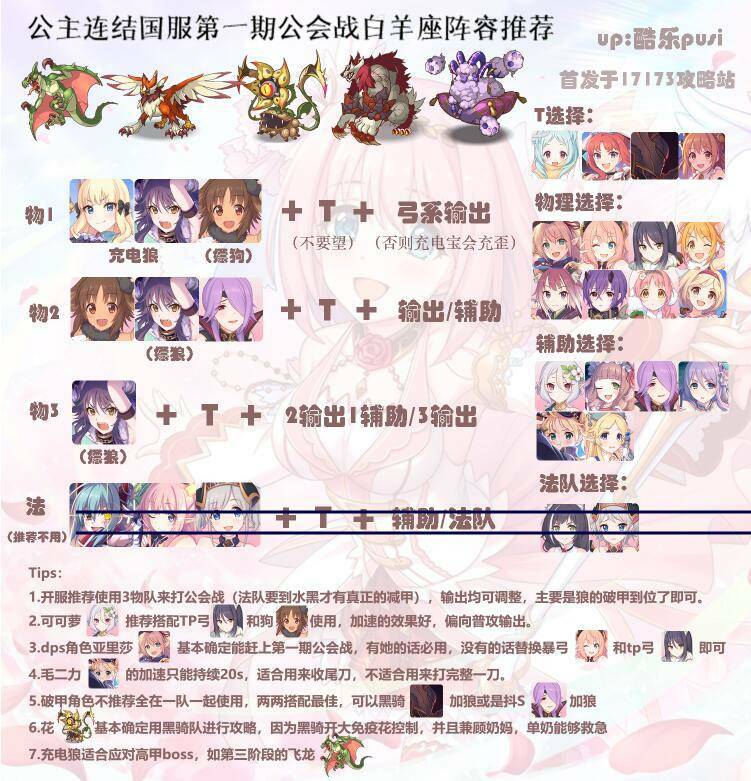 公主连结国服第一期公会战白羊座阵容推荐
up:酷乐pusi
首发于17173攻略站
T选择：
物1
充电狼
（缥狗）
+ T + 弓系输出
（不要望）（否则充电宝会充歪）
物理选择：
物2
（缥狼）
+ T + 输出/辅助
辅助选择：
物3
（缥狼）
+ T + 2输出1辅助/3输出
法
（推荐不用）
+ T + 辅助/法队
法队选择：
Tips：
1.开服推荐使用3物队来打公会战（法队要到水黑才有真正的减甲），输出均可调整，主要是狼的破甲到位了即可。
2.可可萝 推荐搭配TP弓 和狗 使用，加速的效果好，偏向普攻输出。
3.dps角色亚里莎 基本确定能赶上第一期公会战，有她的话必用，没有的话替换暴弓 和tp弓 即可
4.毛二力 的加速只能持续20s，适合用来收尾刀，不适合用来打完整一刀。
5.破甲角色不推荐全在一队一起使用，两两搭配最佳，可以黑骑 加狼或是抖S 加狼
6.花 基本确定用黑骑队进行攻略，因为黑骑开大免疫花控制，并且兼顾奶妈，单奶能够救急
7.充电狼适合应对高甲boss，如第三阶段的飞龙